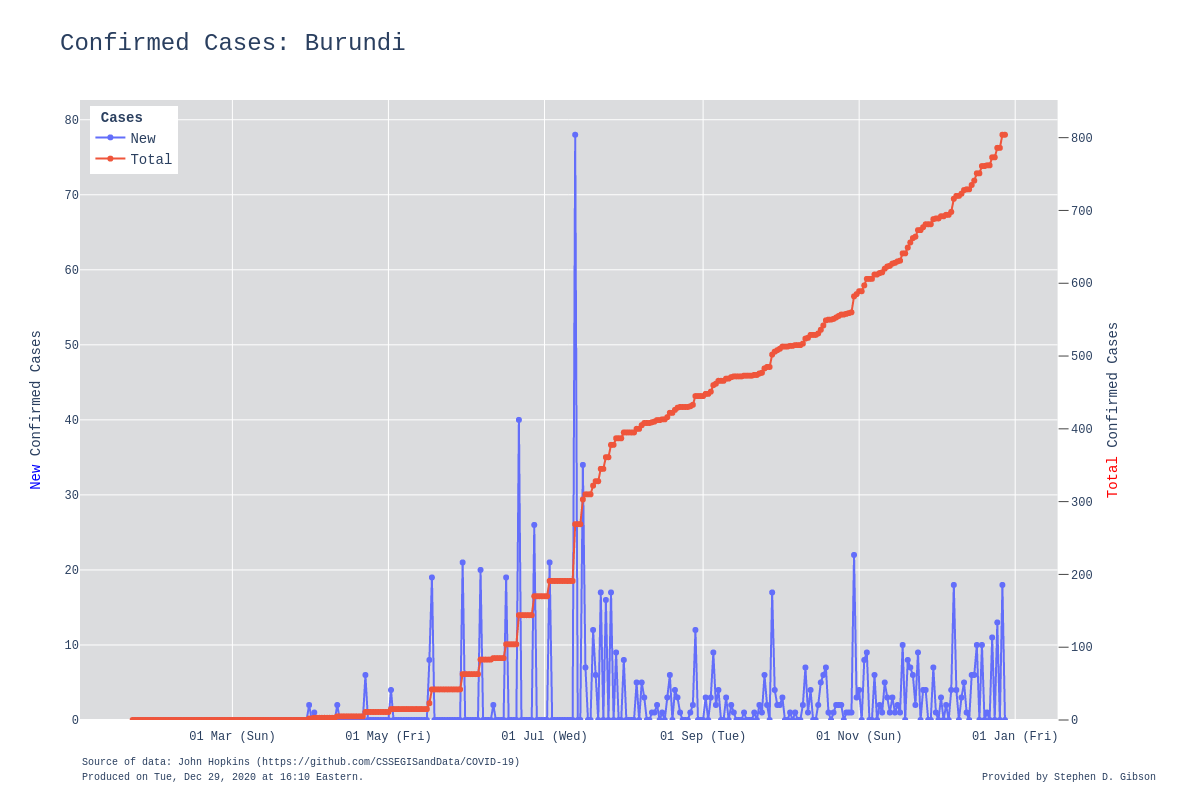 Confirmed Cases: Burundi
Cases
New
Total
80
70
60
50
40
30
20
10
0
800
700
600
500
400
300
200
100
0
New Confirmed Cases
Total Confirmed Cases
01 Mar (Sun)
01 May (Fri)
01 Jul (Wed)
01 Sep (Tue)
01 Nov (Sun)
01 Jan (Fri)
Source of data: John Hopkins (https://github.com/CSSEGISandData/COVID-19)
Produced on Tue, Dec 29, 2020 at 16:10 Eastern.
Provided by Stephen D. Gibson